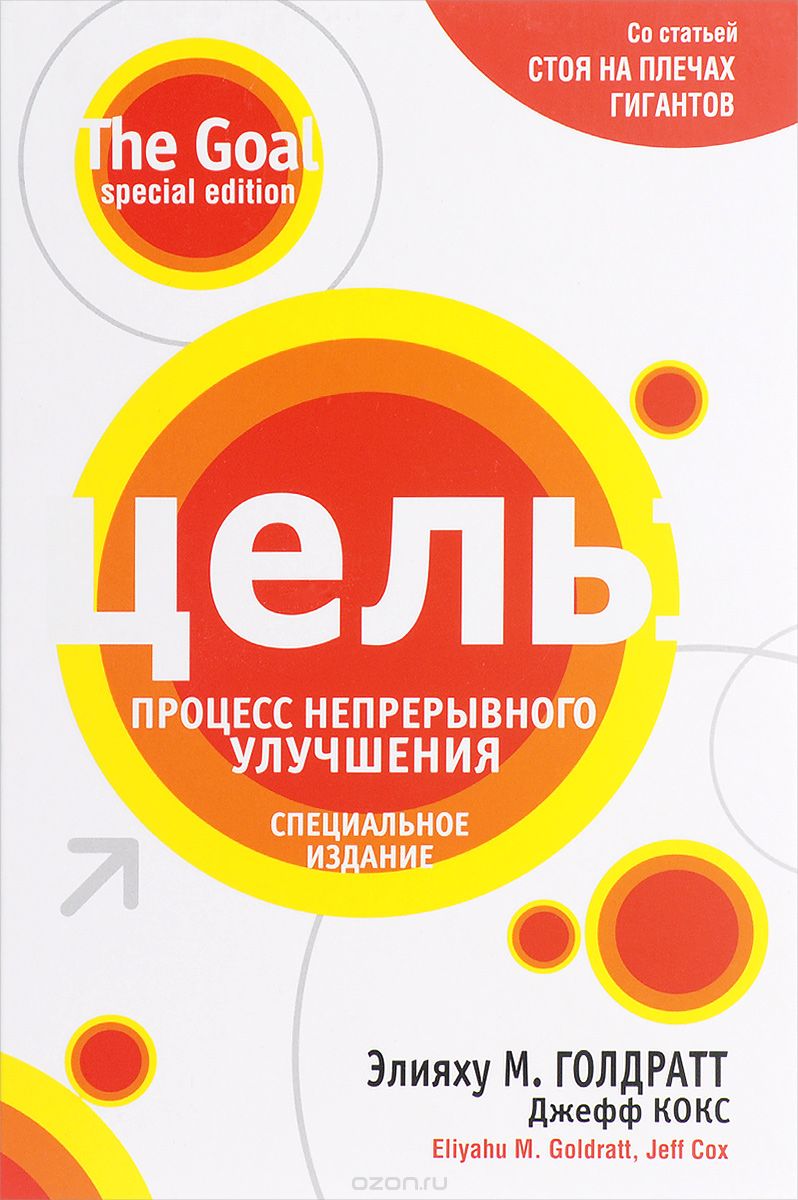 Со статьей
СТОЯ НА ПЛЕЧАХ
ГИГАНТОВ
The Goal
special edition
цель
ПРОЦЕСС НЕПРЕРЫВНОГО
УЛУЧШЕНИЯ
СПЕЦИАЛЬНОЕ
ИЗДАНИЕ
Элияху М. ГОЛДРАТТ
Джефф КОКС
Eliyahu M. Goldratt, Jeff Cox
ozon.ru